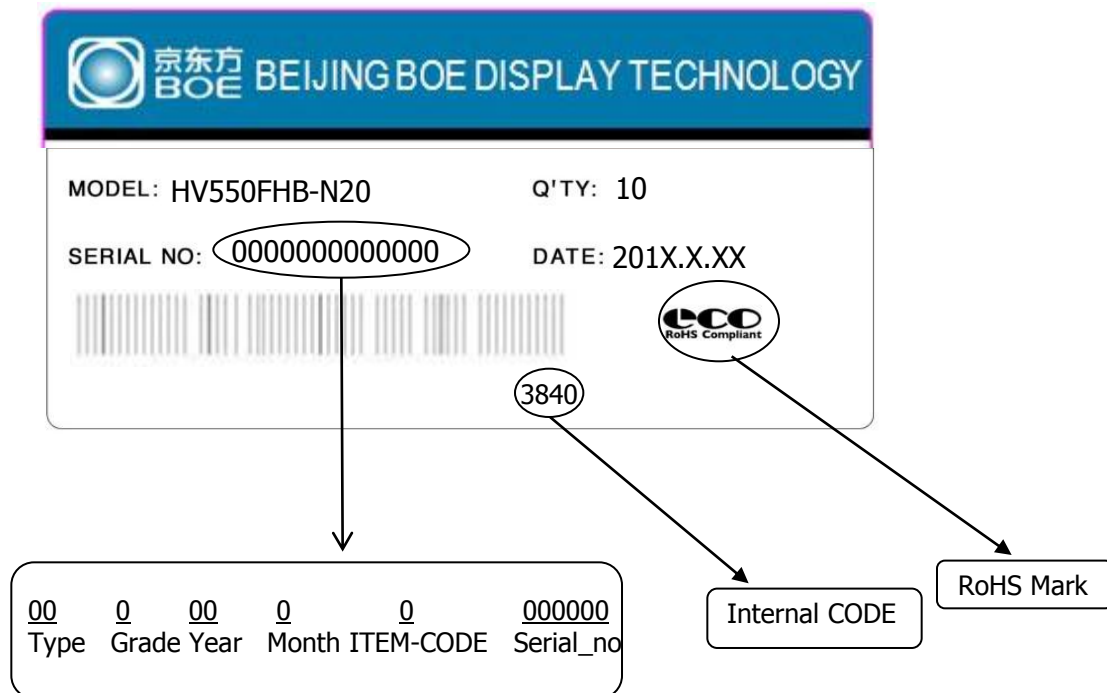 京东方
BOE BEIJING BOE DISPLAY TECHNOLOGY
MODEL: HV550FHB-N20 Q'TY: 10
SERIAL NO: 0000000000000 DATE: 201X.X.XX
eco
RoHS Compliant
3840
RoHS Mark
Internal CODE
00 0 00 0 0 000000
Type Grade Year Month ITEM-CODE Serial_no